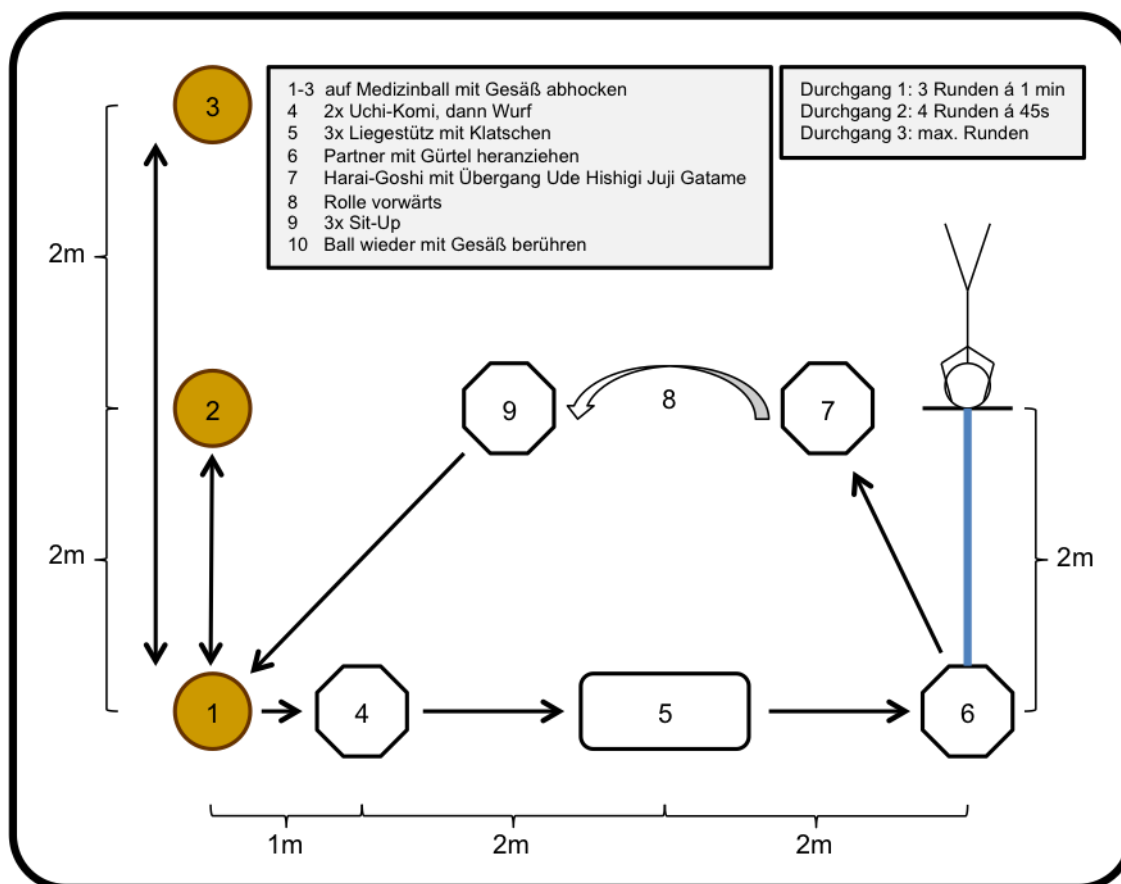 3
1-3 auf Medizinball mit Gesäß abhocken
4 2x Uchi-Komi, dann Wurf
5 3x Liegestütz mit Klatschen
6 Partner mit Gürtel heranziehen
7 Harai-Goshi mit Übergang Ude Hishigi Juji Gatame
8 Rolle vorwärts
9 3x Sit-Up
10 Ball wieder mit Gesäß berühren
Durchgang 1: 3 Runden á 1 min
Durchgang 2: 4 Runden á 45s
Durchgang 3: max. Runden
2m
2
9
8
7
2m
2m
1
4
5
6
1m
2m
2m